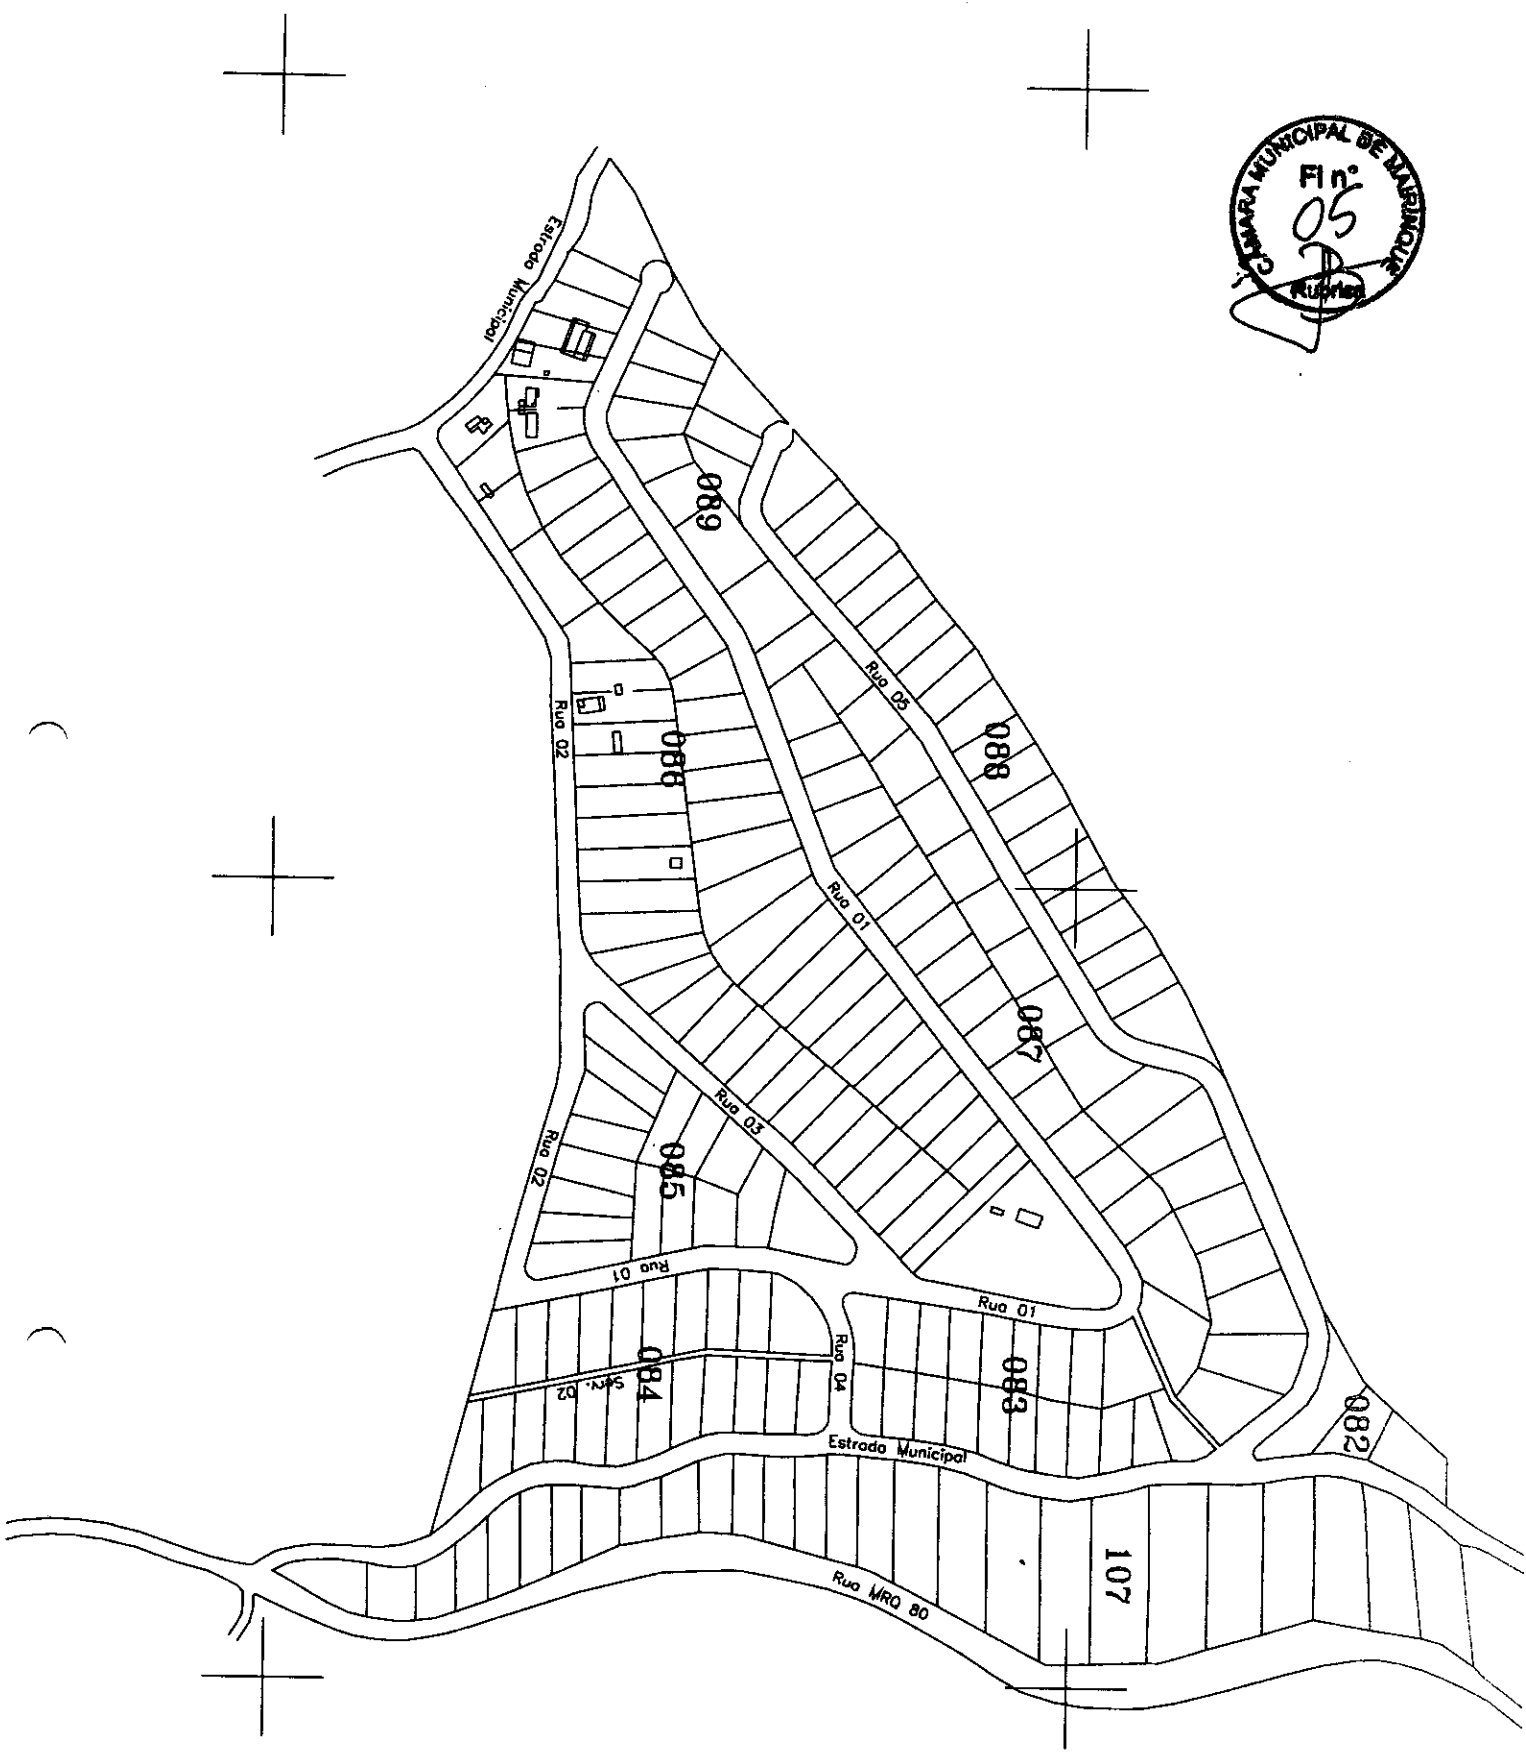 CÂMARA MUNICIPAL DE MAIRINQUE
Fl n°
05
Rubrica
Estrada Municipal
089
Rua 05
088
Rua 02
086
Rua 01
087
Rua 03
085
Rua 02
Rua 01
Rua 01
Rua 04
084
Serv. 02
083
082
Estrada Municipal
107
Rua MRQ 80